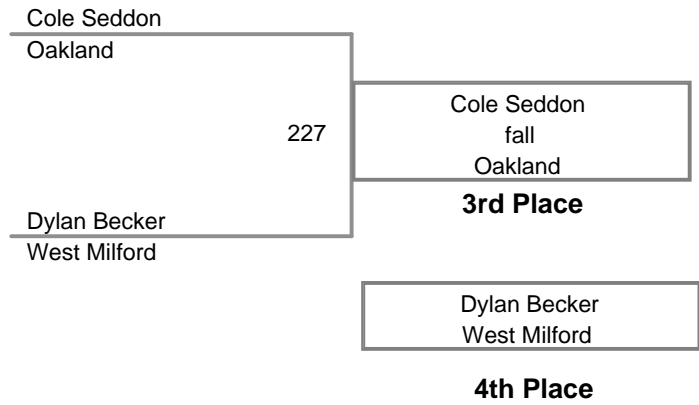 Cole Seddon
Oakland
227
Cole Seddon
fall
Oakland
3rd Place
Dylan Becker
West Milford
Dylan Becker
West Milford
4th Place